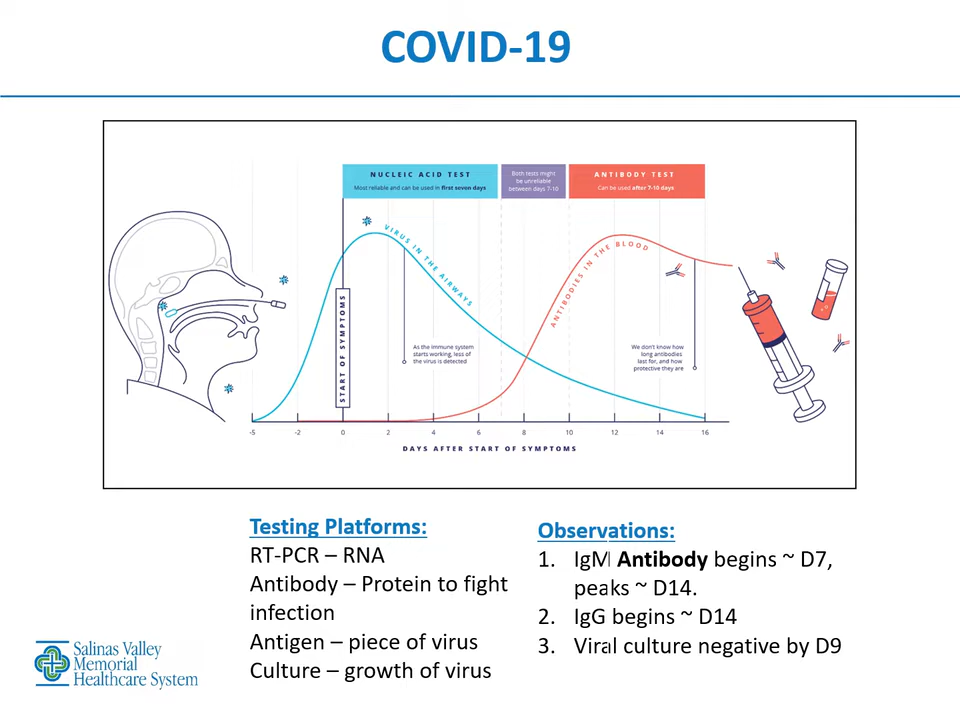 COVID-19
NUCLEIC ACID TEST
Most reliable and can be used in first seven days
Both tests might
be unreliable
between days 7-10
ANTIBODY TEST
Can be used after 7-10 days
VIRUS IN THE AIRWAYS
ANTIBODIES IN THE BLOOD
START OF SYMPTOMS
As the immune system
starts working, less of
the virus is detected
We don't know how
long antibodies
last for, and how
protective they are
-5 -2 0 2 4 6 8 10 12 14 16
DAYS AFTER START OF SYMPTOMS
Testing Platforms:
RT-PCR – RNA
Antibody – Protein to fight
infection
Antigen – piece of virus
Culture – growth of virus
Observations:
1. IgM Antibody begins ~ D7,
peaks ~ D14.
2. IgG begins ~ D14
3. Viral culture negative by D9
Salinas Valley
Memorial
Healthcare System